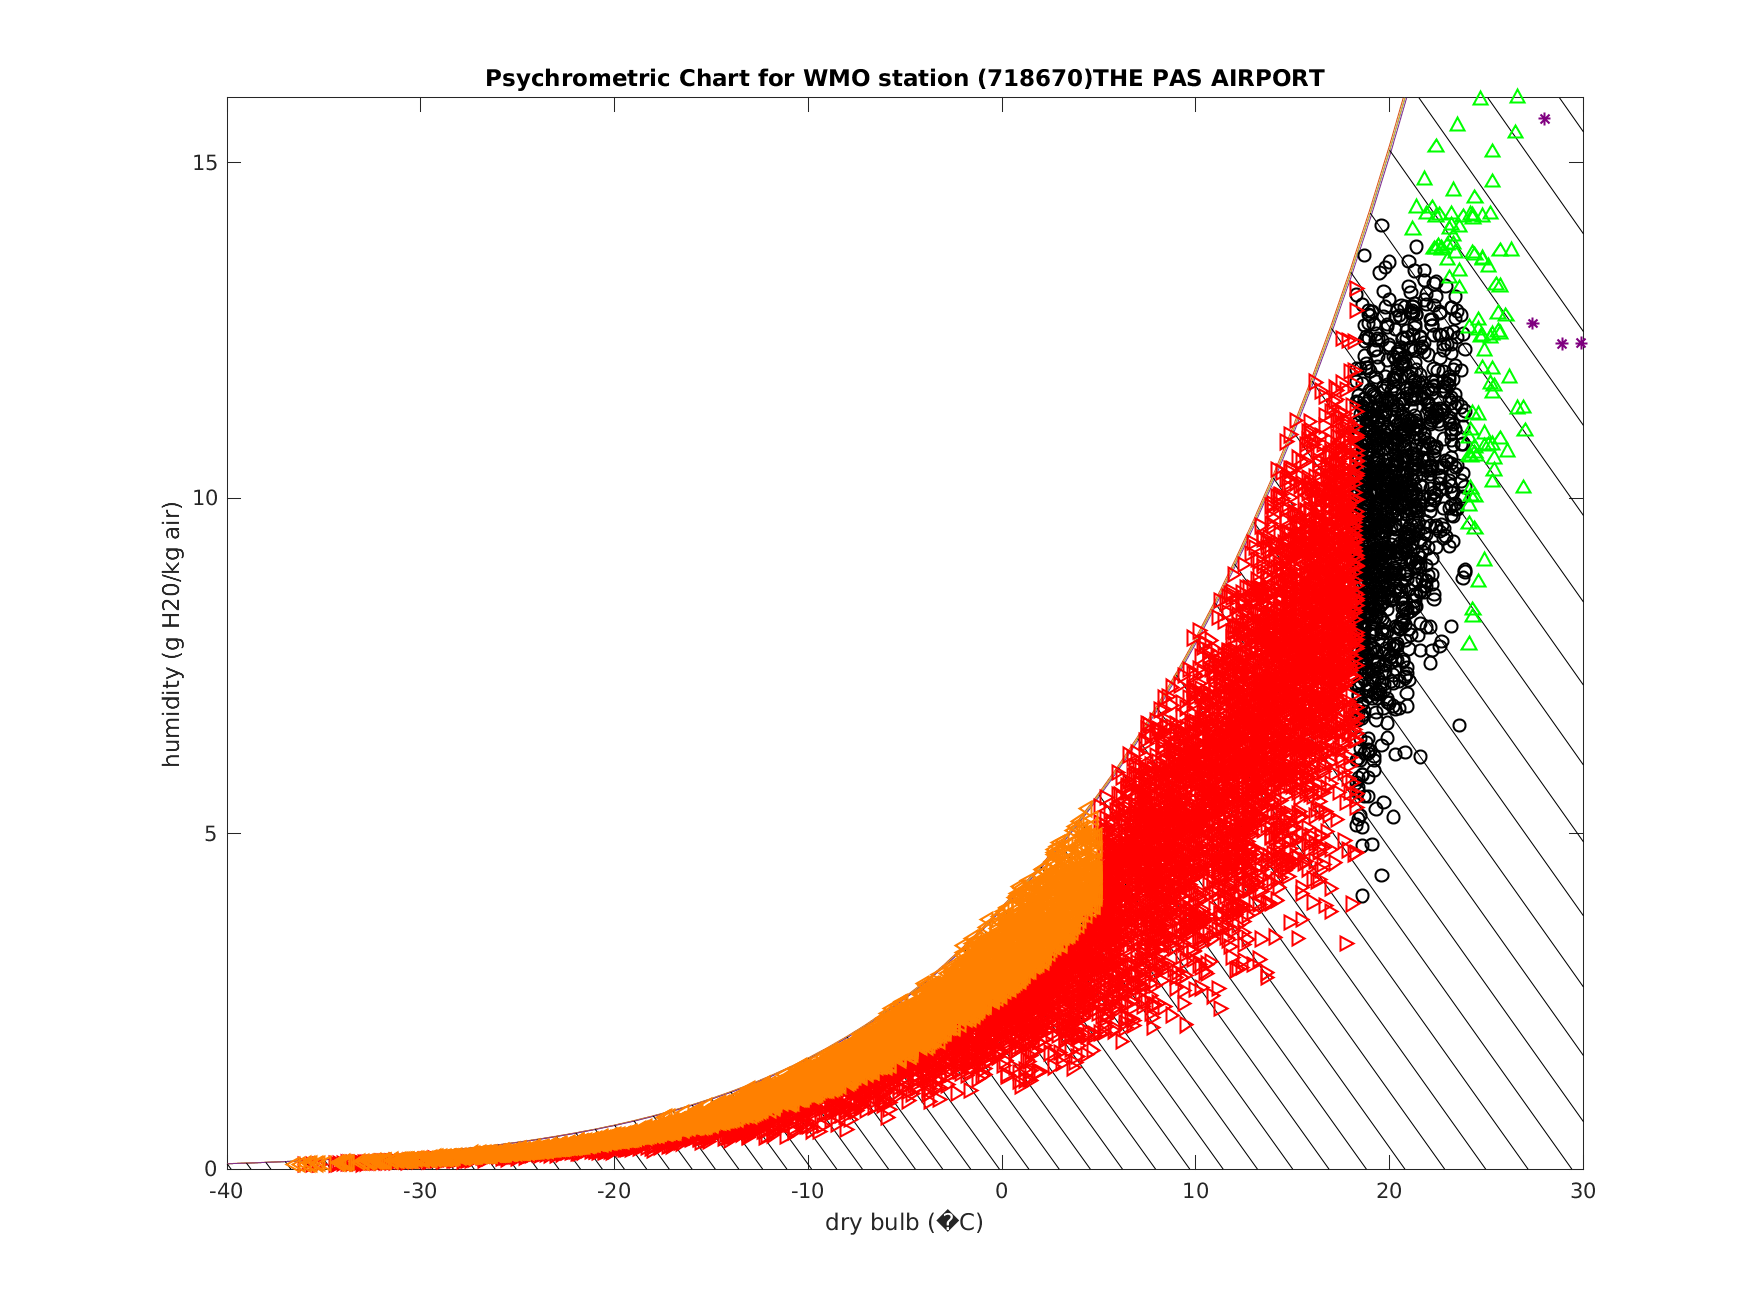 Psychrometric Chart for WMO station (718670)THE PAS AIRPORT
15
10
5
0
humidity (g H20/kg air)
-40 -30 -20 -10 0 10 20 30
dry bulb (�C)